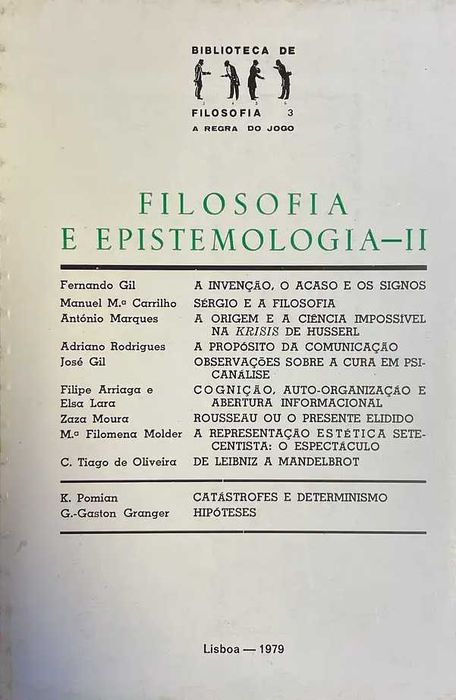 BIBLIOTECA DE
3 4 5 6
FILOSOFIA 3
A REGRA DO JOGO
FILOSOFIA
E EPISTEMOLOGIA—II
Fernando Gil A INVENÇÃO, O ACASO E OS SIGNOS
Manuel M.ª Carrilho SÉRGIO E A FILOSOFIA
António Marques A ORIGEM E A CIÊNCIA IMPOSSÍVEL
NA KRISIS DE HUSSERL
Adriano Rodrigues A PROPÓSITO DA COMUNICAÇÃO
José Gil OBSERVAÇÕES SOBRE A CURA EM PSI-
CANÁLISE
Filipe Arriaga e COGNIÇÃO, AUTO-ORGANIZAÇÃO E
Elsa Lara ABERTURA INFORMACIONAL
Zaza Moura ROUSSEAU OU O PRESENTE ELIDIDO
M.ª Filomena Molder A REPRESENTAÇÃO ESTÉTICA SETE-
CENTISTA: O ESPECTÁCULO
C. Tiago de Oliveira DE LEIBNIZ A MANDELBROT
K. Pomian CATÁSTROFES E DETERMINISMO
G.-Gaston Granger HIPÓTESES
Lisboa — 1979